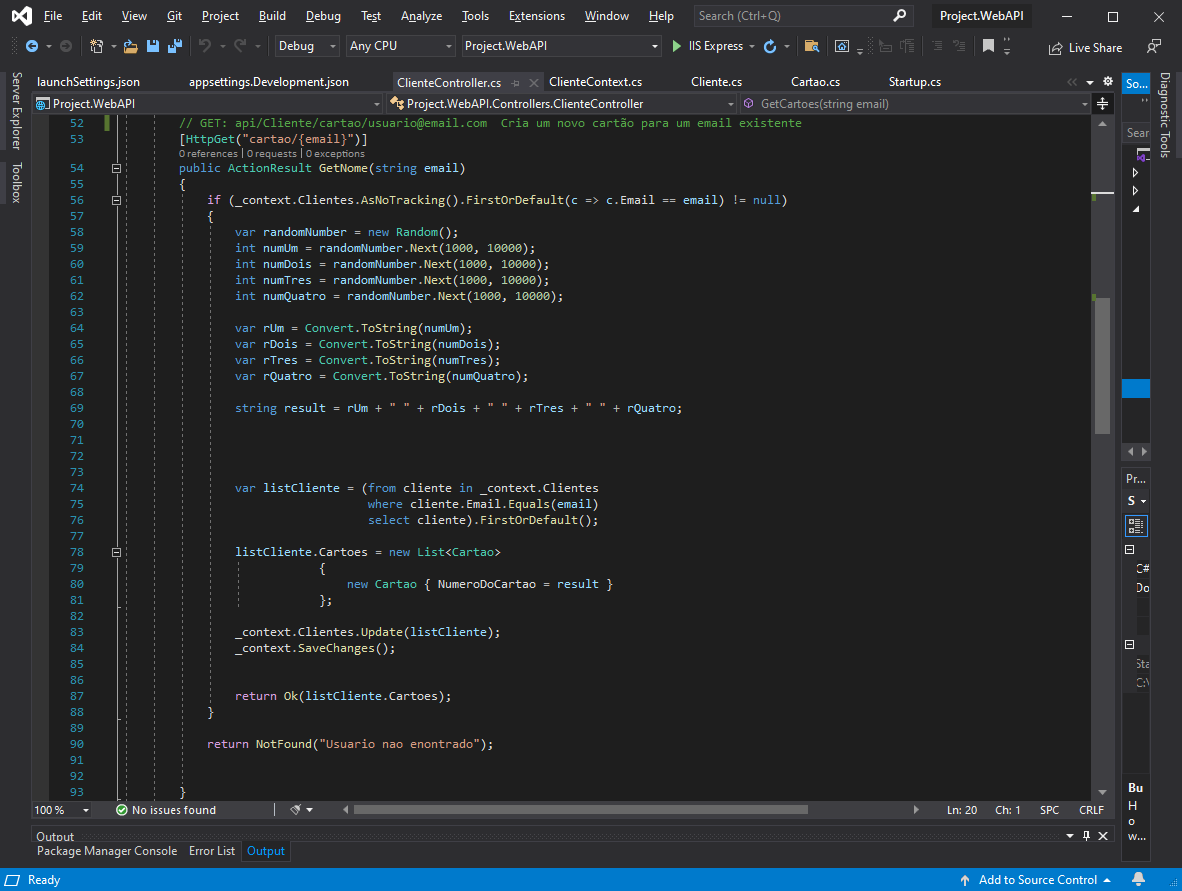 File Edit View Git Project Build Debug Test Analyze Tools Extensions Window Help Search (Ctrl+Q) Project.WebAPI
Debug Any CPU Project.WebAPI IIS Express Live Share
launchSettings.json appsettings.Development.json ClienteController.cs ClienteContext.cs Cliente.cs Cartao.cs Startup.cs So...
Project.WebAPI Project.WebAPI.Controllers.ClienteController GetCartoes(string email)
Server Explorer
Toolbox
Diagnostic Tools
Sear
52 // GET: api/Cliente/cartao/usuario@email.com Cria um novo cartão para um email existente
53 [HttpGet("cartao/{email}")]
0 references | 0 requests | 0 exceptions
54 public ActionResult GetNome(string email)
55 {
56 if (_context.Clientes.AsNoTracking().FirstOrDefault(c => c.Email == email) != null)
57 {
58 var randomNumber = new Random();
59 int numUm = randomNumber.Next(1000, 10000);
60 int numDois = randomNumber.Next(1000, 10000);
61 int numTres = randomNumber.Next(1000, 10000);
62 int numQuatro = randomNumber.Next(1000, 10000);
63
64 var rUm = Convert.ToString(numUm);
65 var rDois = Convert.ToString(numDois);
66 var rTres = Convert.ToString(numTres);
67 var rQuatro = Convert.ToString(numQuatro);
68
69 string result = rUm + " " + rDois + " " + rTres + " " + rQuatro;
70
71
72
73
74 var listCliente = (from cliente in _context.Clientes
75 where cliente.Email.Equals(email)
76 select cliente).FirstOrDefault();
77
78 listCliente.Cartoes = new List<Cartao>
79 {
80 new Cartao { NumeroDoCartao = result }
81 };
82
83 _context.Clientes.Update(listCliente);
84 _context.SaveChanges();
85
86
87 return Ok(listCliente.Cartoes);
88 }
89
90 return NotFound("Usuario nao enontrado");
91
92
93 }
Pr...
S
C#
Do
Sta
C:\
Bu
H
o
w...
100 % No issues found Ln: 20 Ch: 1 SPC CRLF
Output
Package Manager Console Error List Output
Ready Add to Source Control